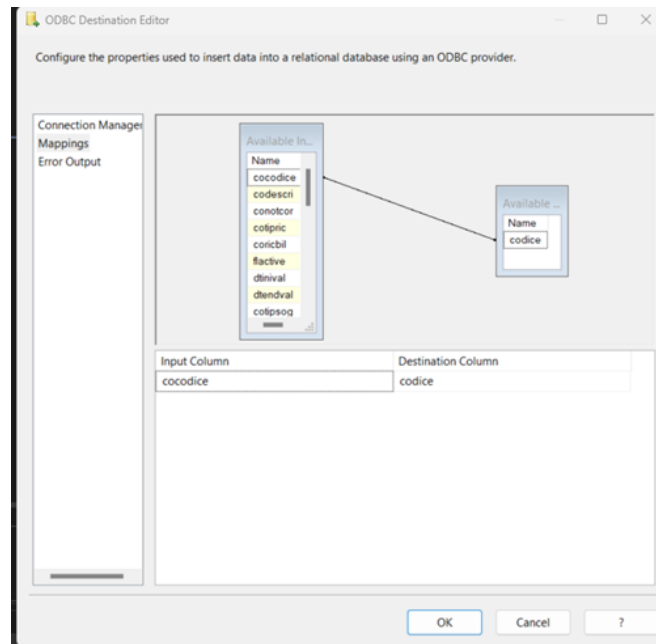 ODBC Destination Editor
Configure the properties used to insert data into a relational database using an ODBC provider.
Connection Manager
Mappings
Error Output
Available In...
Name
cocodice
codescri
conotcor
cotipric
coricbil
flactive
dtinival
dtendval
cotipsog
Available ...
Name
codice
Input Column Destination Column
cocodice codice
OK Cancel ?